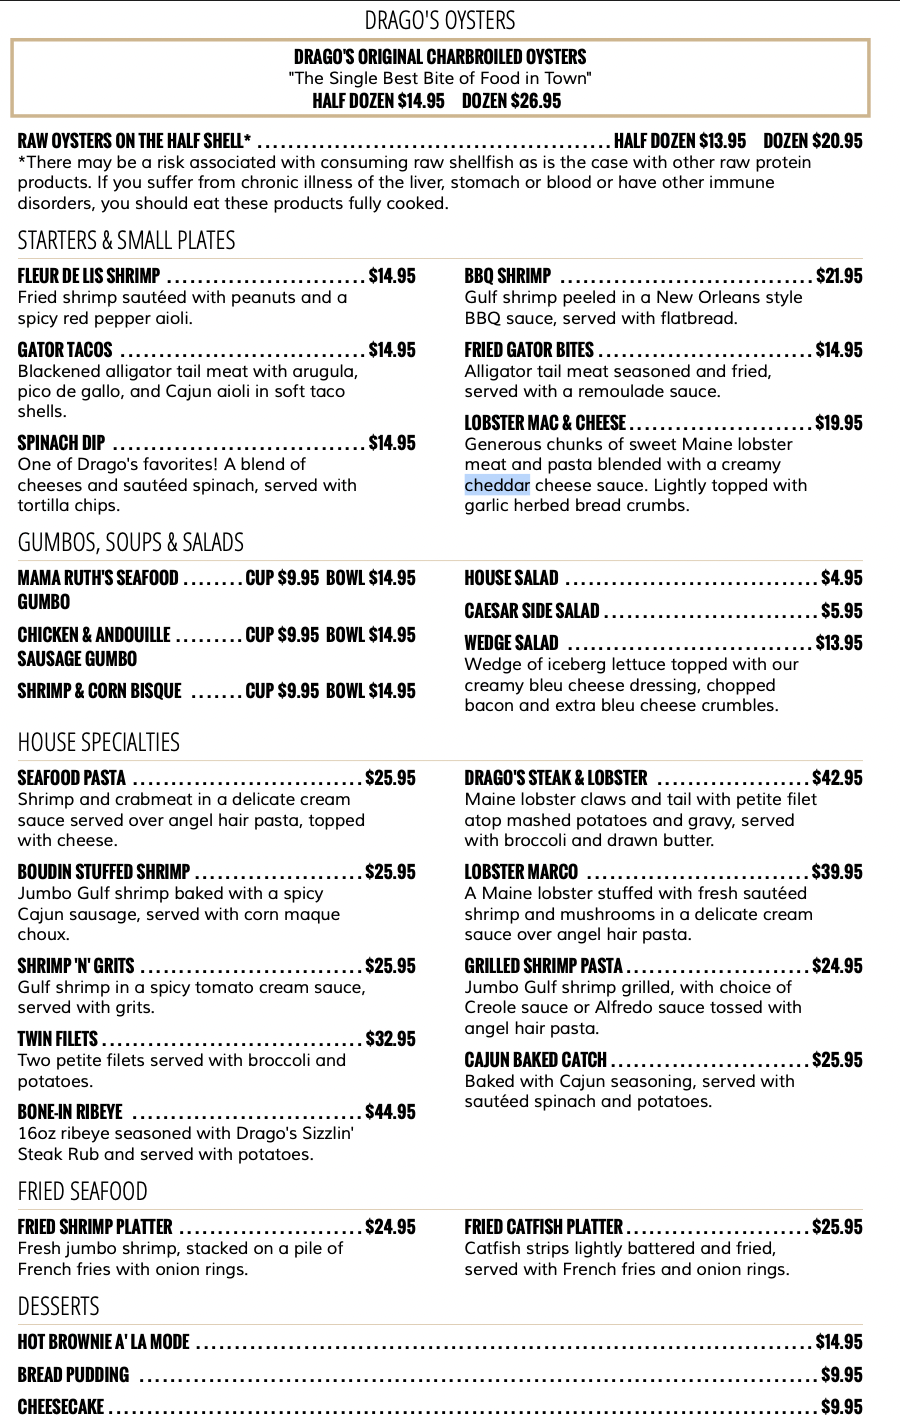 DRAGO'S OYSTERS
DRAGO'S ORIGINAL CHARBROILED OYSTERS
"The Single Best Bite of Food in Town"
HALF DOZEN $14.95 DOZEN $26.95
RAW OYSTERS ON THE HALF SHELL* ............................................. HALF DOZEN $13.95 DOZEN $20.95
*There may be a risk associated with consuming raw shellfish as is the case with other raw protein
products. If you suffer from chronic illness of the liver, stomach or blood or have other immune
disorders, you should eat these products fully cooked.
STARTERS & SMALL PLATES
FLEUR DE LIS SHRIMP .......................... $14.95
Fried shrimp sautéed with peanuts and a
spicy red pepper aioli.
GATOR TACOS ................................ $14.95
Blackened alligator tail meat with arugula,
pico de gallo, and Cajun aioli in soft taco
shells.
SPINACH DIP ................................. $14.95
One of Drago's favorites! A blend of
cheeses and sautéed spinach, served with
tortilla chips.
BBQ SHRIMP ................................. $21.95
Gulf shrimp peeled in a New Orleans style
BBQ sauce, served with flatbread.
FRIED GATOR BITES ............................ $14.95
Alligator tail meat seasoned and fried,
served with a remoulade sauce.
LOBSTER MAC & CHEESE ........................ $19.95
Generous chunks of sweet Maine lobster
meat and pasta blended with a creamy
cheddar cheese sauce. Lightly topped with
garlic herbed bread crumbs.
GUMBOS, SOUPS & SALADS
MAMA RUTH'S SEAFOOD ........ CUP $9.95 BOWL $14.95
GUMBO
CHICKEN & ANDOUILLE ......... CUP $9.95 BOWL $14.95
SAUSAGE GUMBO
SHRIMP & CORN BISQUE ....... CUP $9.95 BOWL $14.95
HOUSE SALAD ................................. $4.95
CAESAR SIDE SALAD ............................ $5.95
WEDGE SALAD ................................ $13.95
Wedge of iceberg lettuce topped with our
creamy bleu cheese dressing, chopped
bacon and extra bleu cheese crumbles.
HOUSE SPECIALTIES
SEAFOOD PASTA .............................. $25.95
Shrimp and crabmeat in a delicate cream
sauce served over angel hair pasta, topped
with cheese.
BOUDIN STUFFED SHRIMP ...................... $25.95
Jumbo Gulf shrimp baked with a spicy
Cajun sausage, served with corn maque
choux.
SHRIMP 'N' GRITS ............................. $25.95
Gulf shrimp in a spicy tomato cream sauce,
served with grits.
TWIN FILETS .................................. $32.95
Two petite filets served with broccoli and
potatoes.
BONE-IN RIBEYE .............................. $44.95
16oz ribeye seasoned with Drago's Sizzlin'
Steak Rub and served with potatoes.
DRAGO'S STEAK & LOBSTER .................... $42.95
Maine lobster claws and tail with petite filet
atop mashed potatoes and gravy, served
with broccoli and drawn butter.
LOBSTER MARCO ............................. $39.95
A Maine lobster stuffed with fresh sautéed
shrimp and mushrooms in a delicate cream
sauce over angel hair pasta.
GRILLED SHRIMP PASTA ........................ $24.95
Jumbo Gulf shrimp grilled, with choice of
Creole sauce or Alfredo sauce tossed with
angel hair pasta.
CAJUN BAKED CATCH .......................... $25.95
Baked with Cajun seasoning, served with
sautéed spinach and potatoes.
FRIED SEAFOOD
FRIED SHRIMP PLATTER ........................ $24.95
Fresh jumbo shrimp, stacked on a pile of
French fries with onion rings.
FRIED CATFISH PLATTER ........................ $25.95
Catfish strips lightly battered and fried,
served with French fries and onion rings.
DESSERTS
HOT BROWNIE A' LA MODE ................................................................................ $14.95
BREAD PUDDING ........................................................................................ $9.95
CHEESECAKE ............................................................................................ $9.95